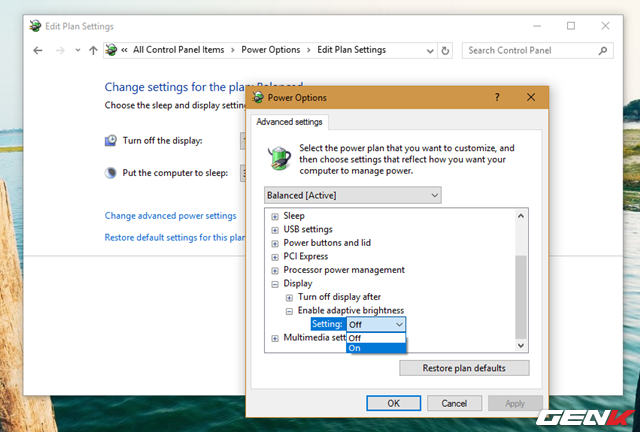 Edit Plan Settings
« All Control Panel Items > Power Options > Edit Plan Settings
Search Control Panel
Change settings for the plan: Balanced
Choose the sleep and display setting
Turn off the display:
Put the computer to sleep:
Change advanced power settings
Restore default settings for this plan
Power Options
Advanced settings
Select the power plan that you want to customize, and
then choose settings that reflect how you want your
computer to manage power.
Balanced [Active]
Sleep
USB settings
Power buttons and lid
PCI Express
Processor power management
Display
Turn off display after
Enable adaptive brightness
Setting: Off
Off
On
Multimedia sett
Restore plan defaults
OK
Cancel
Apply
GENK